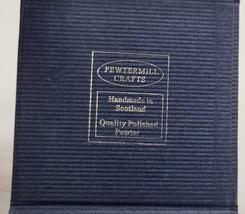 PEWTERMILL
CRAFTS
Handmade in
Scotland
Quality Polished
Pewter